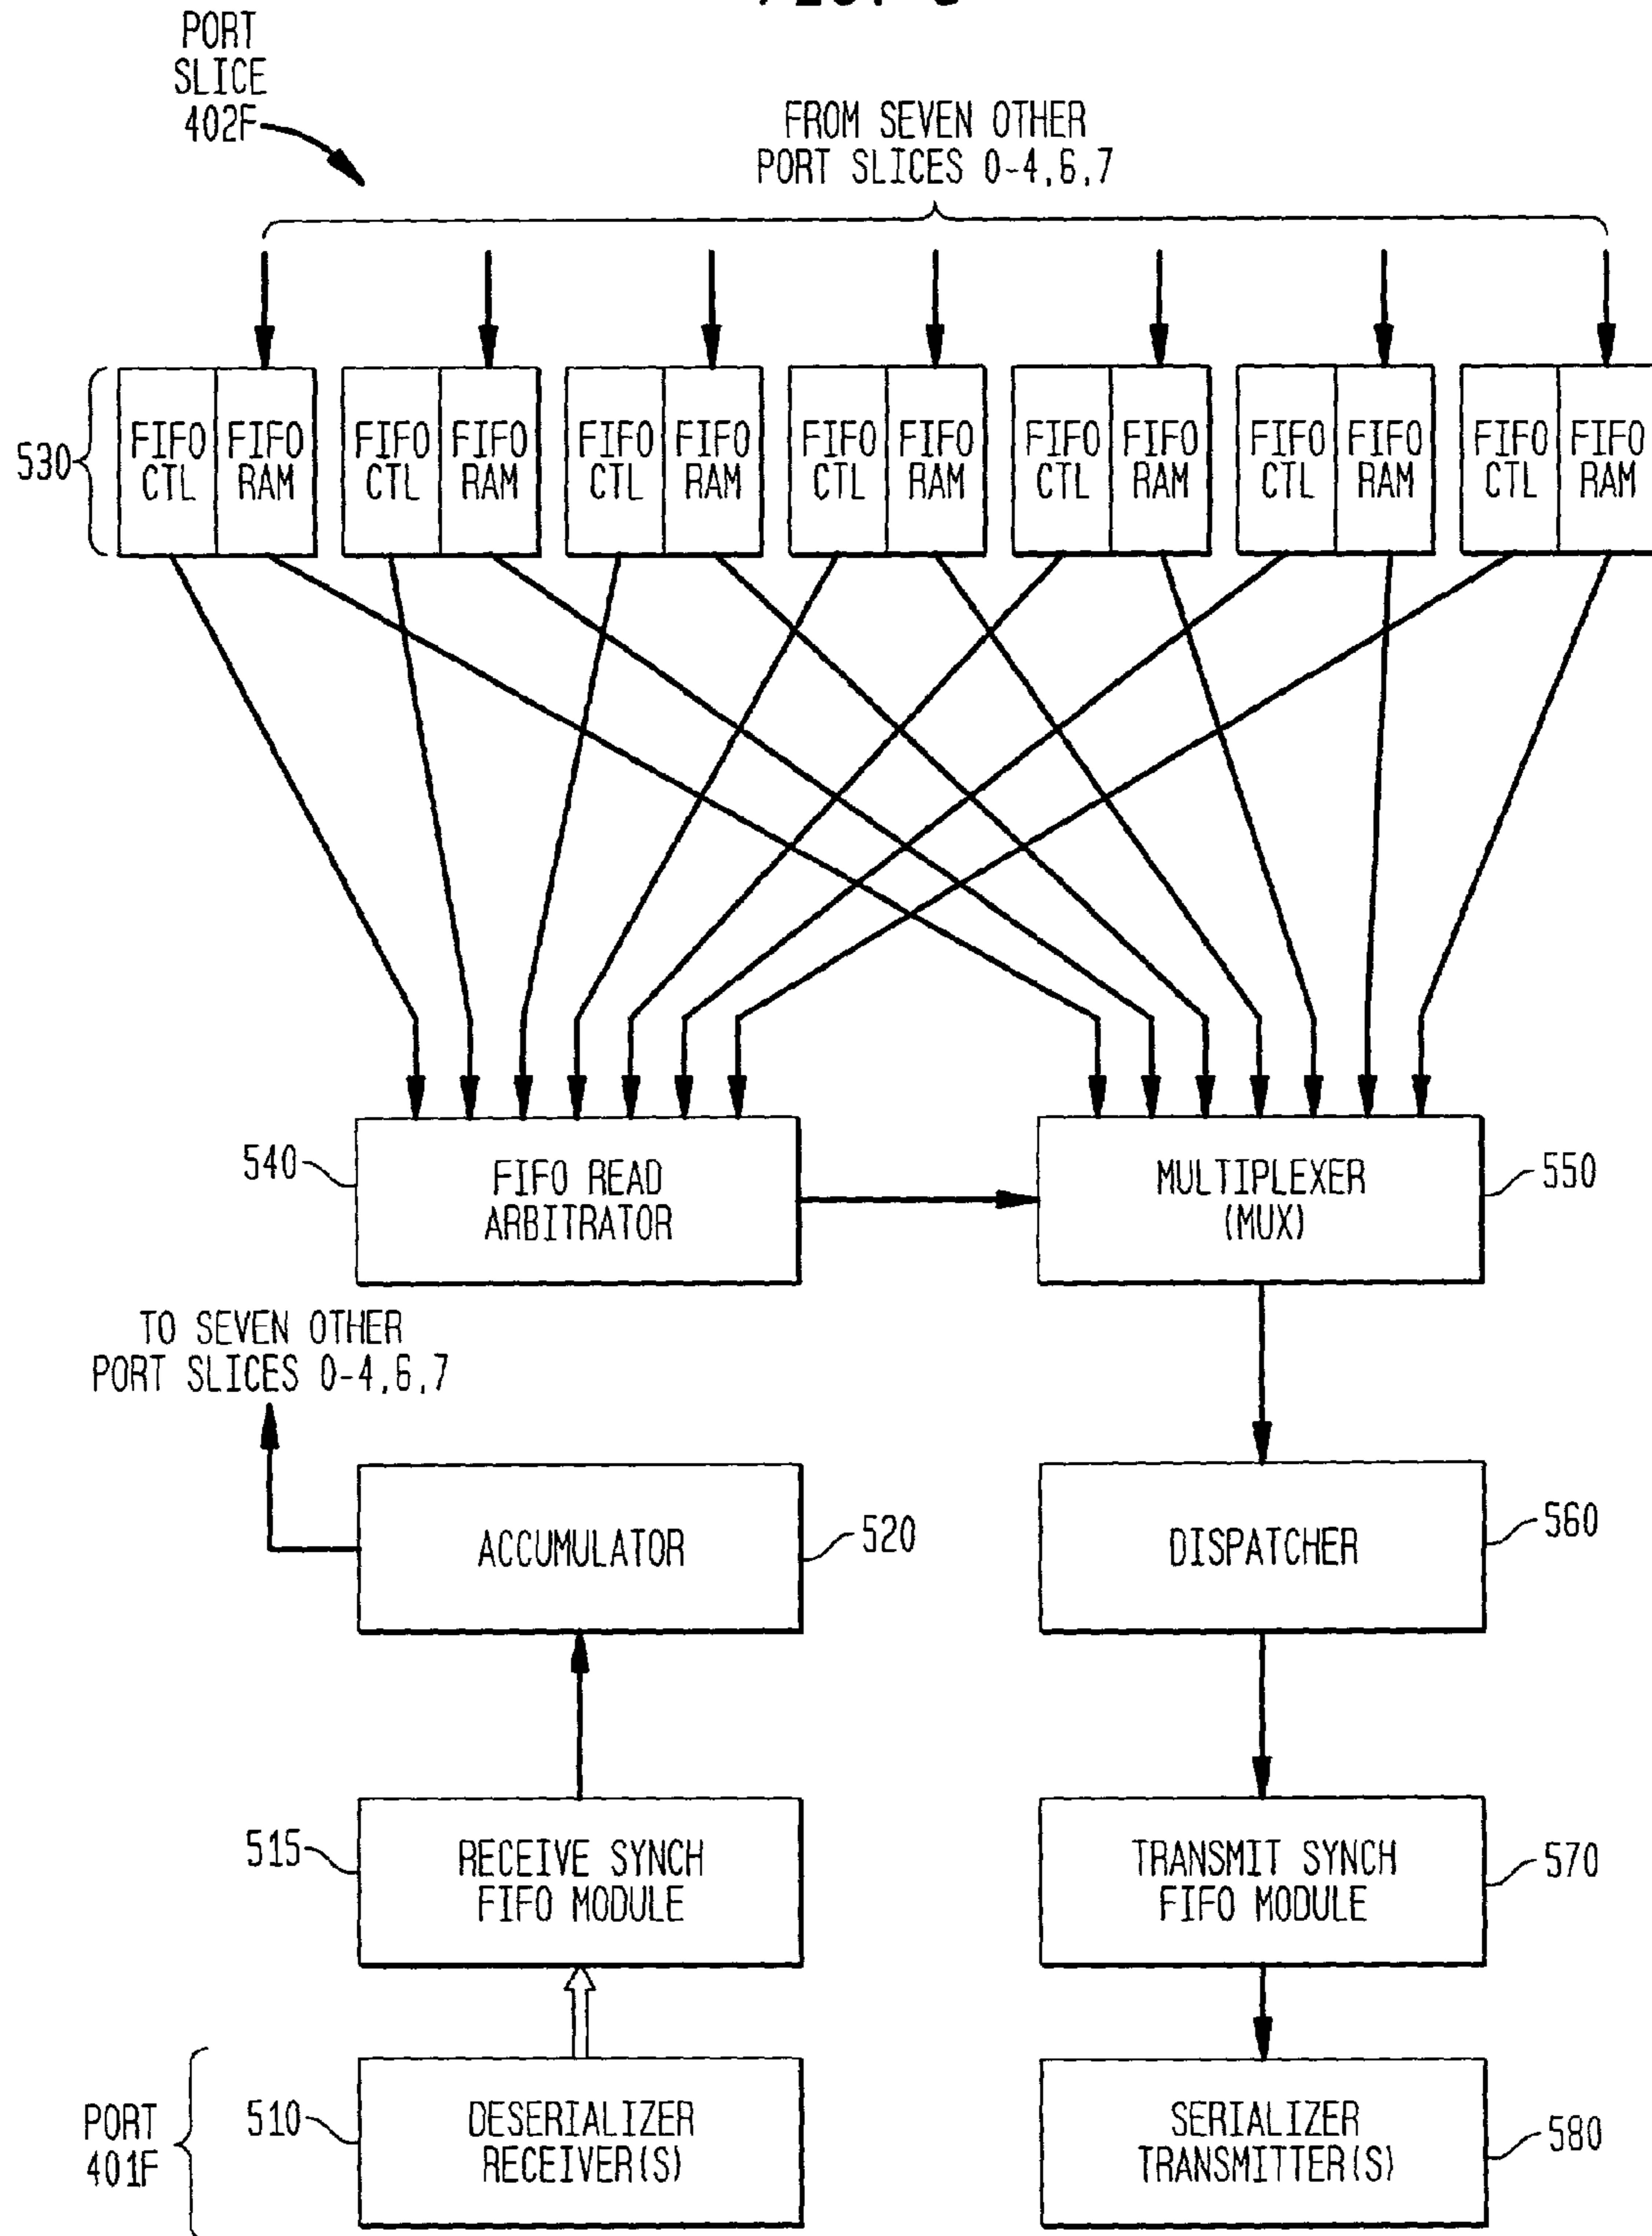 PORT
SLICE
402F
FROM SEVEN OTHER
PORT SLICES 0-4,6,7
530
FIFO CTL
FIFO RAM
FIFO CTL
FIFO RAM
FIFO CTL
FIFO RAM
FIFO CTL
FIFO RAM
FIFO CTL
FIFO RAM
FIFO CTL
FIFO RAM
FIFO CTL
FIFO RAM
540
FIFO READ
ARBITRATOR
MULTIPLEXER
(MUX)
550
TO SEVEN OTHER
PORT SLICES 0-4,6,7
ACCUMULATOR
520
DISPATCHER
560
515
RECEIVE SYNCH
FIFO MODULE
TRANSMIT SYNCH
FIFO MODULE
570
PORT
401F
510
DESERIALIZER
RECEIVER(S)
SERIALIZER
TRANSMITTER(S)
580